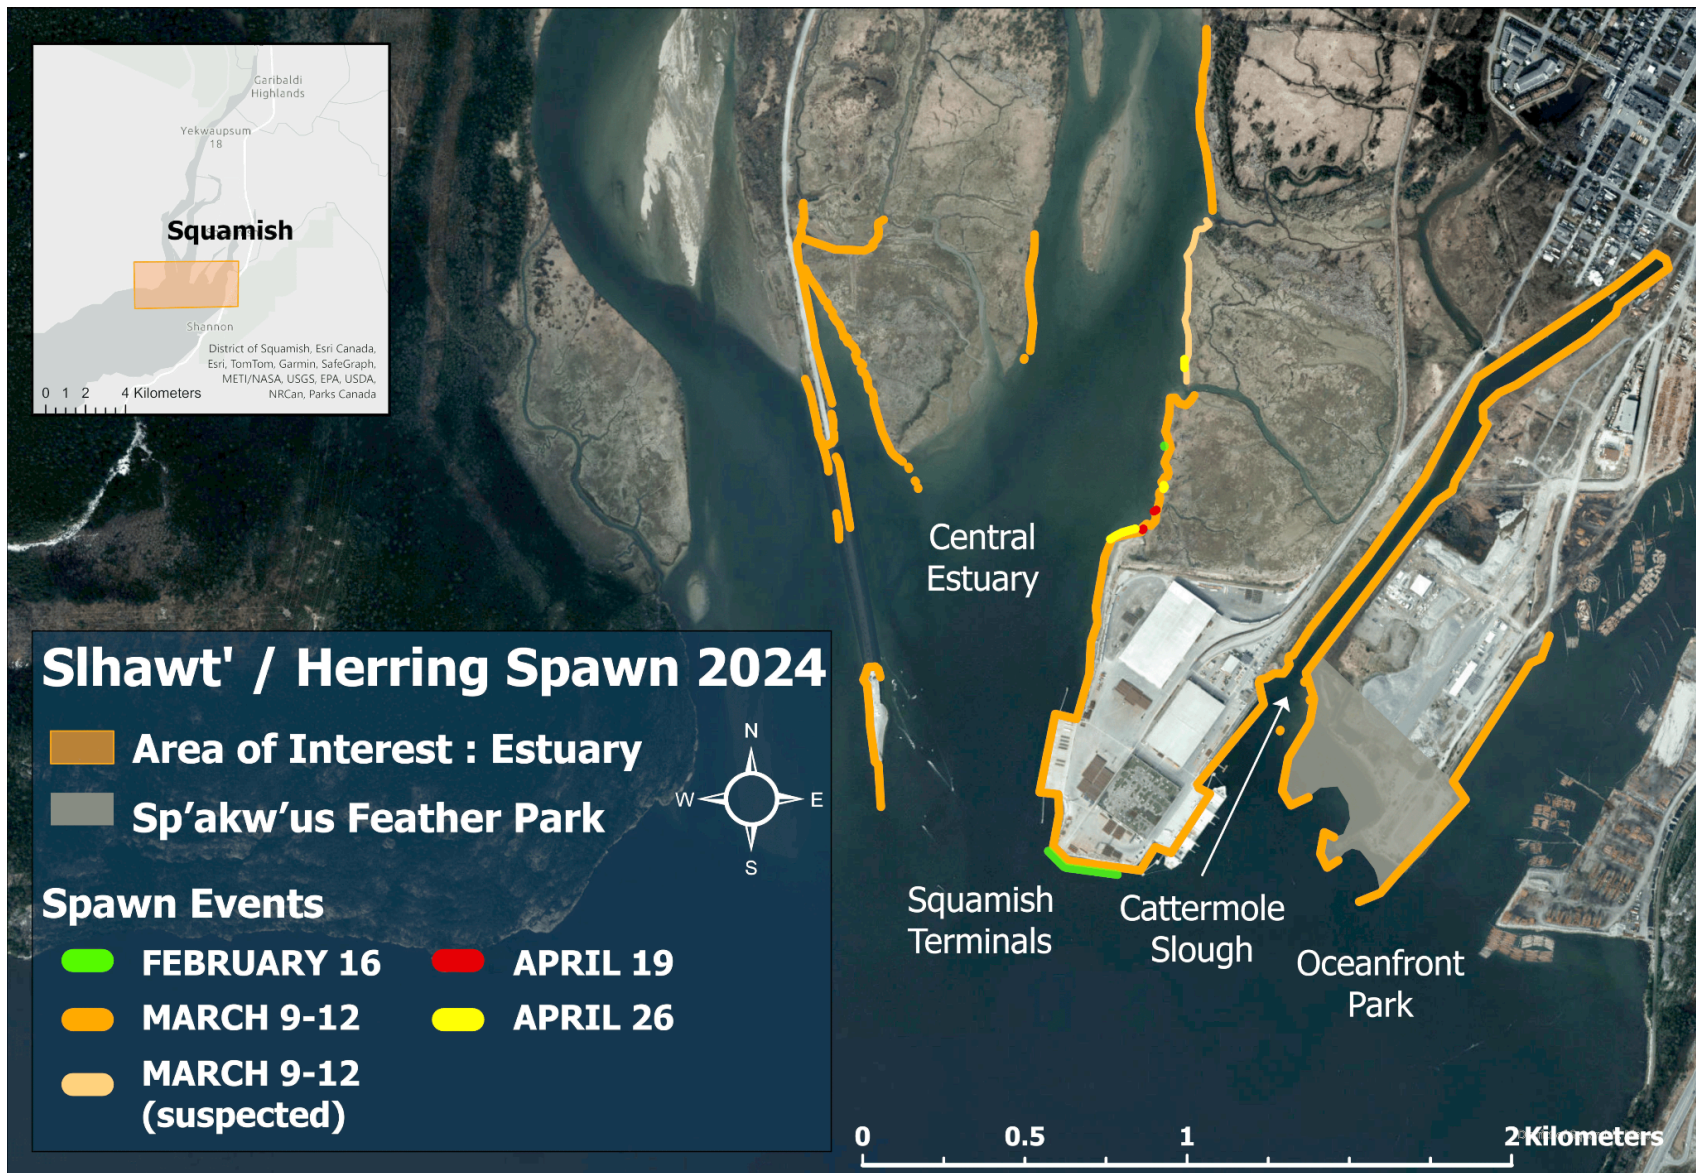 Garibaldi
Highlands
Yekwaupsum
18
Squamish
Shannon
District of Squamish, Esri Canada,
Esri, TomTom, Garmin, SafeGraph,
METI/NASA, USGS, EPA, USDA,
NRCan, Parks Canada
0 1 2 4 Kilometers
Central
Estuary
Slhawt' / Herring Spawn 2024
Area of Interest : Estuary
Sp'akw'us Feather Park
N
W E
S
Spawn Events
FEBRUARY 16
MARCH 9-12
MARCH 9-12
(suspected)
APRIL 19
APRIL 26
Squamish
Terminals
Cattermole
Slough
Oceanfront
Park
0 0.5 1 2 Kilometers